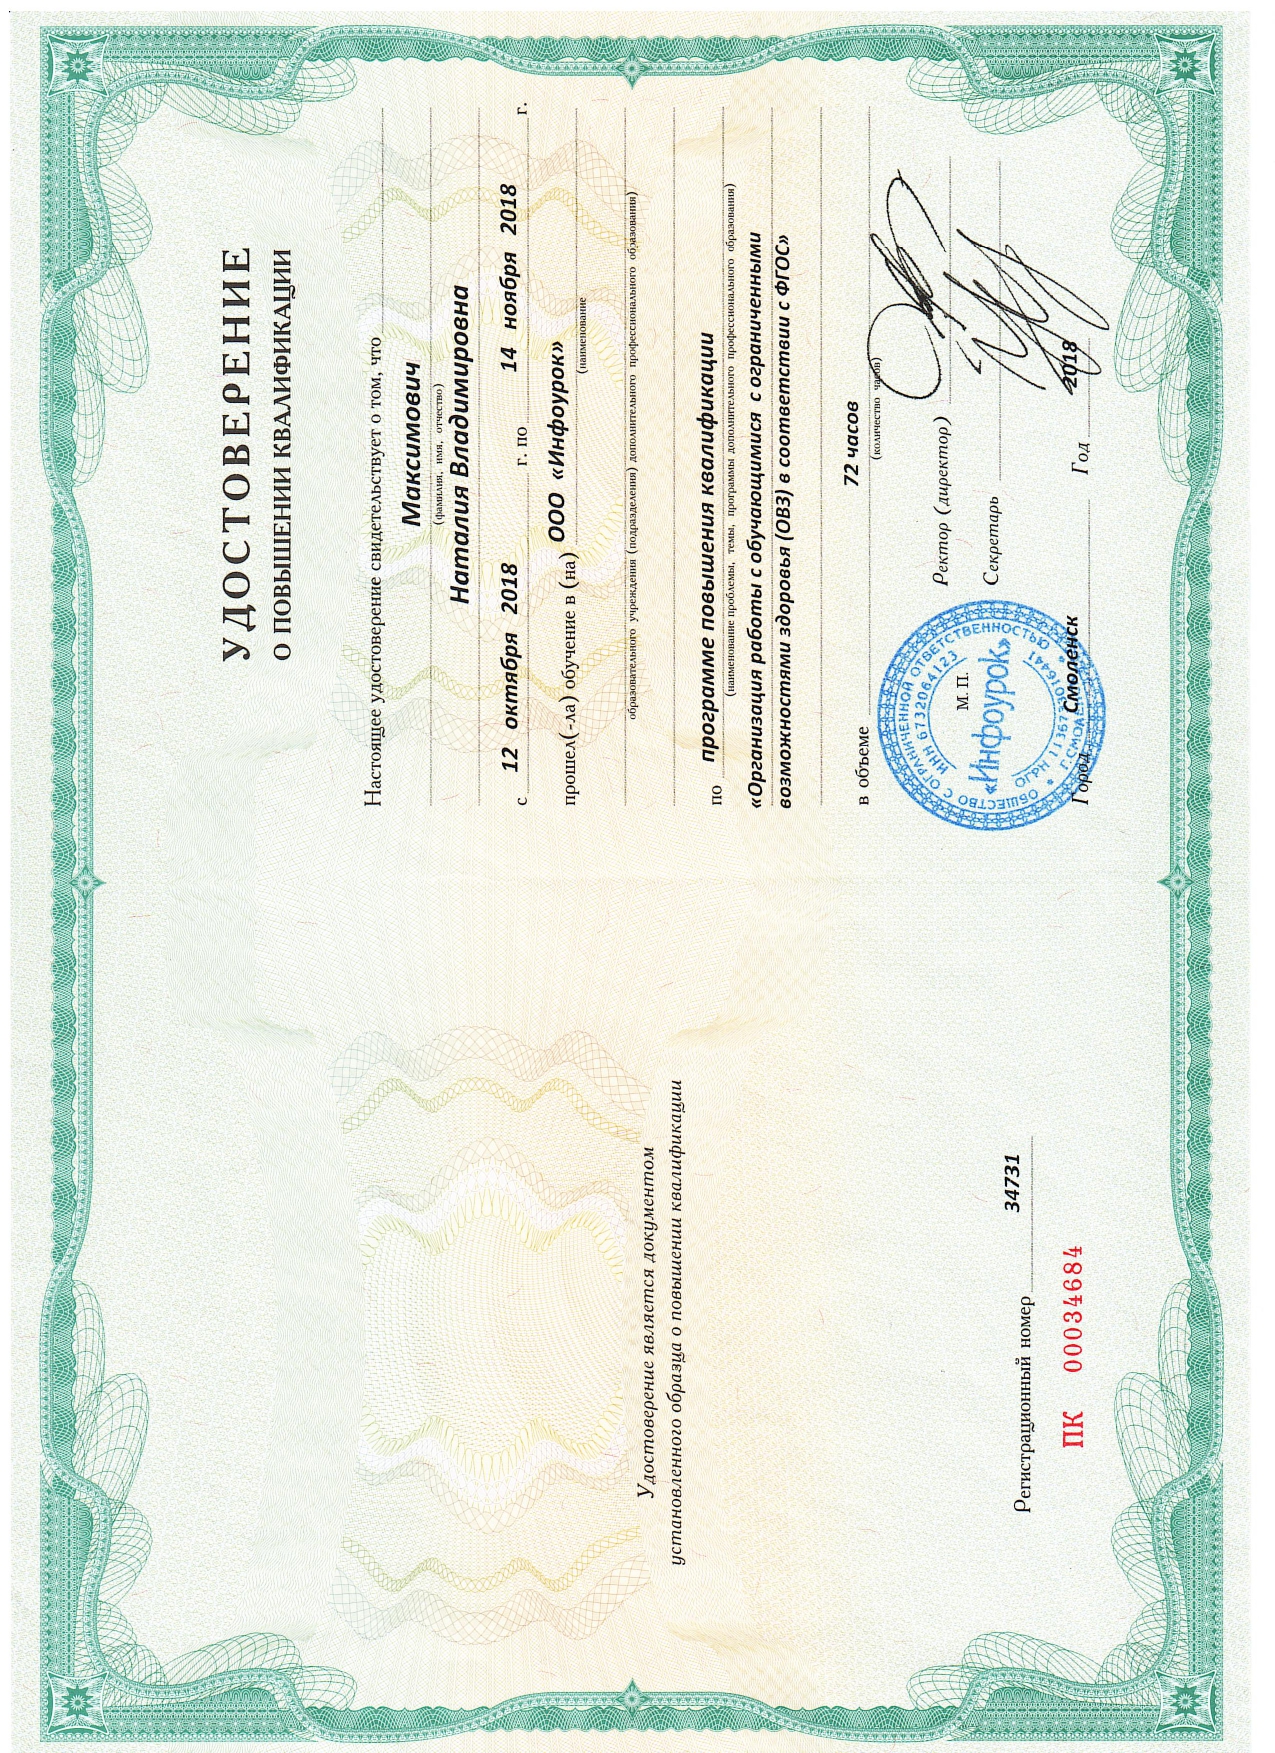 Удостоверение является документом
установленного образца о повышении квалификации
Регистрационный номер 34731
ПК 00034684
УДОСТОВЕРЕНИЕ
О ПОВЫШЕНИИ КВАЛИФИКАЦИИ
Настоящее удостоверение свидетельствует о том, что
Максимович
(фамилия, имя, отчество)
Наталия Владимировна
с 12 октября 2018 г. по 14 ноября 2018 г.
прошел(-ла) обучение в (на) ООО «Инфоурок»
(наименование
образовательного учреждения (подразделения) дополнительного профессионального образования)
по программе повышения квалификации
(наименование проблемы, темы, программы дополнительного профессионального образования)
«Организация работы с обучающимися с ограниченными
возможностями здоровья (ОВЗ) в соответствии с ФГОС»
в объеме 72 часов
(количество часов)
Ректор (директор)
М. П.
Секретарь
Город Смоленск Год 2018
ОБЩЕСТВО С ОГРАНИЧЕННОЙ ОТВЕТСТВЕННОСТЬЮ
ИНН 6732064123
«Инфоурок»